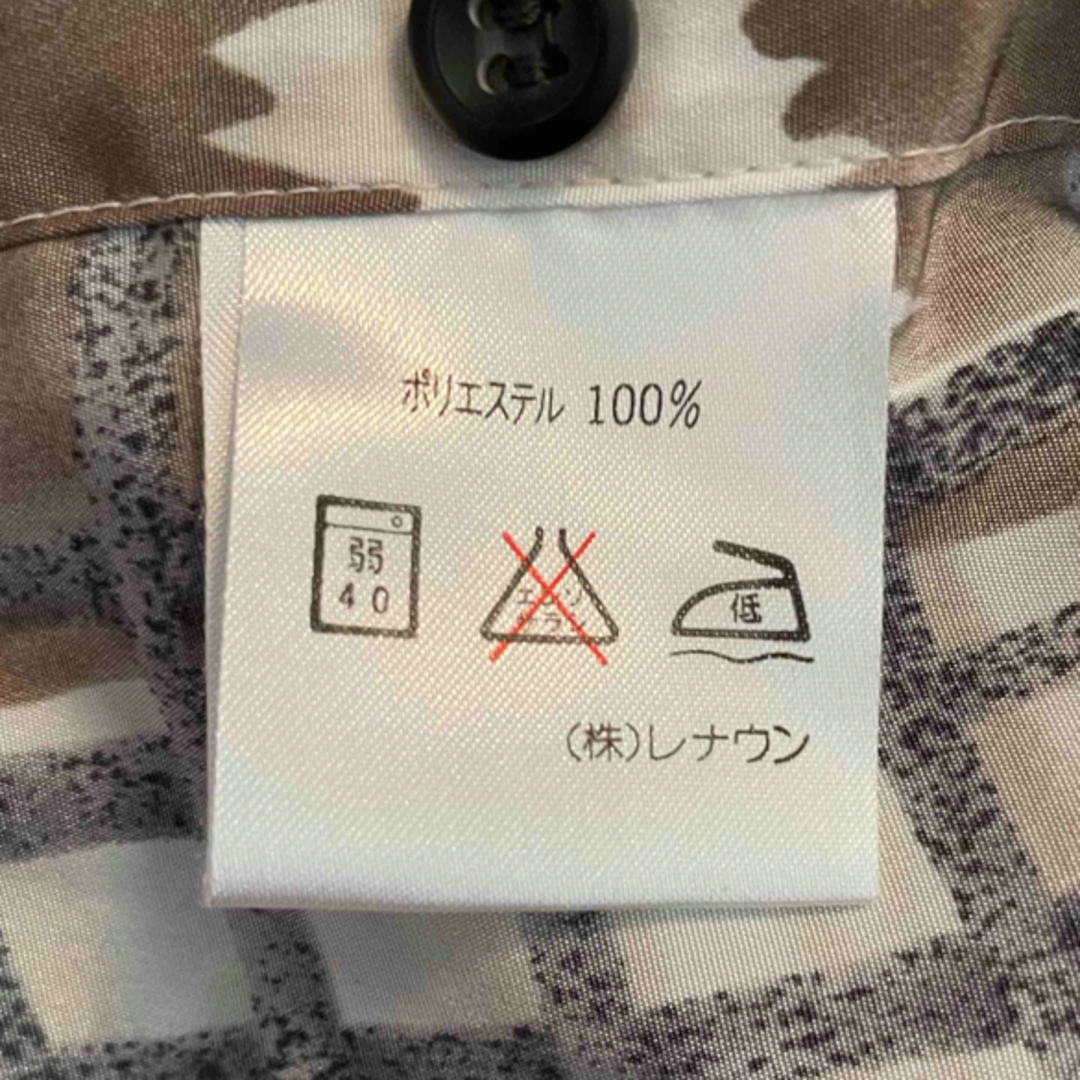 ポリエステル 100%
弱
40
エンソ
サラシ
低
(株)レナウン